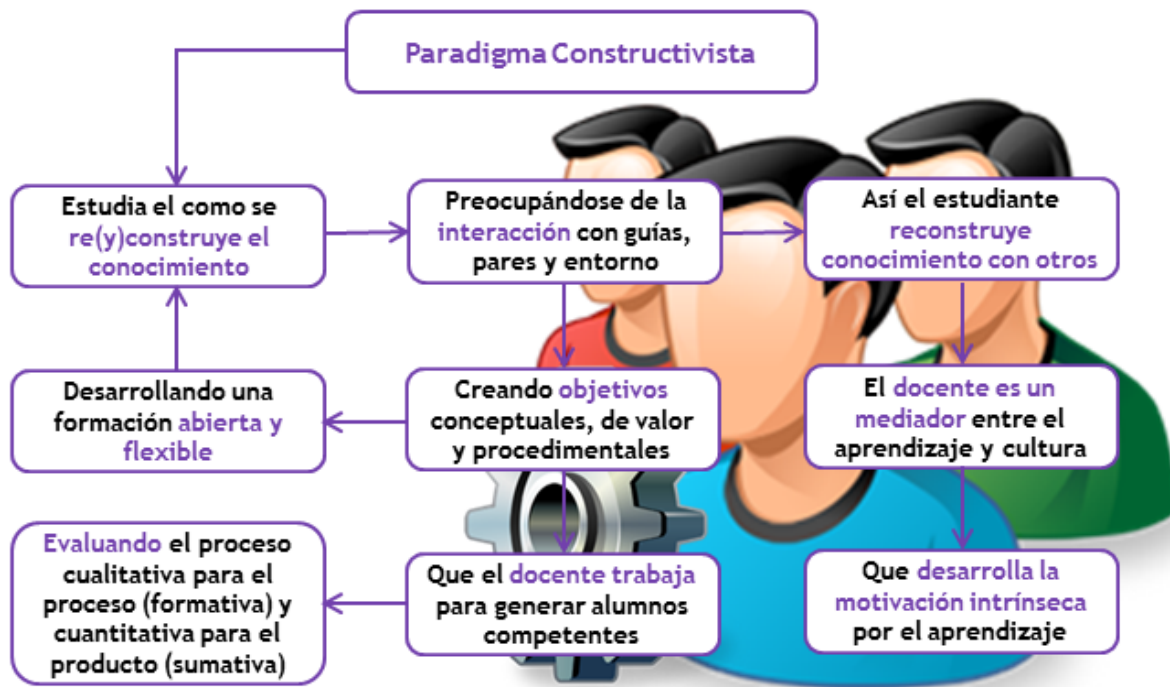 Paradigma Constructivista
Estudia el como se
re(y)construye el
conocimiento
Preocupándose de la
interacción con guías,
pares y entorno
Así el estudiante
reconstruye
conocimiento con otros
Desarrollando una
formación abierta y
flexible
Creando objetivos
conceptuales, de valor
y procedimentales
El docente es un
mediador entre el
aprendizaje y cultura
Evaluando el proceso
cualitativa para el
proceso (formativa) y
cuantitativa para el
producto (sumativa)
Que el docente trabaja
para generar alumnos
competentes
Que desarrolla la
motivación intrínseca
por el aprendizaje